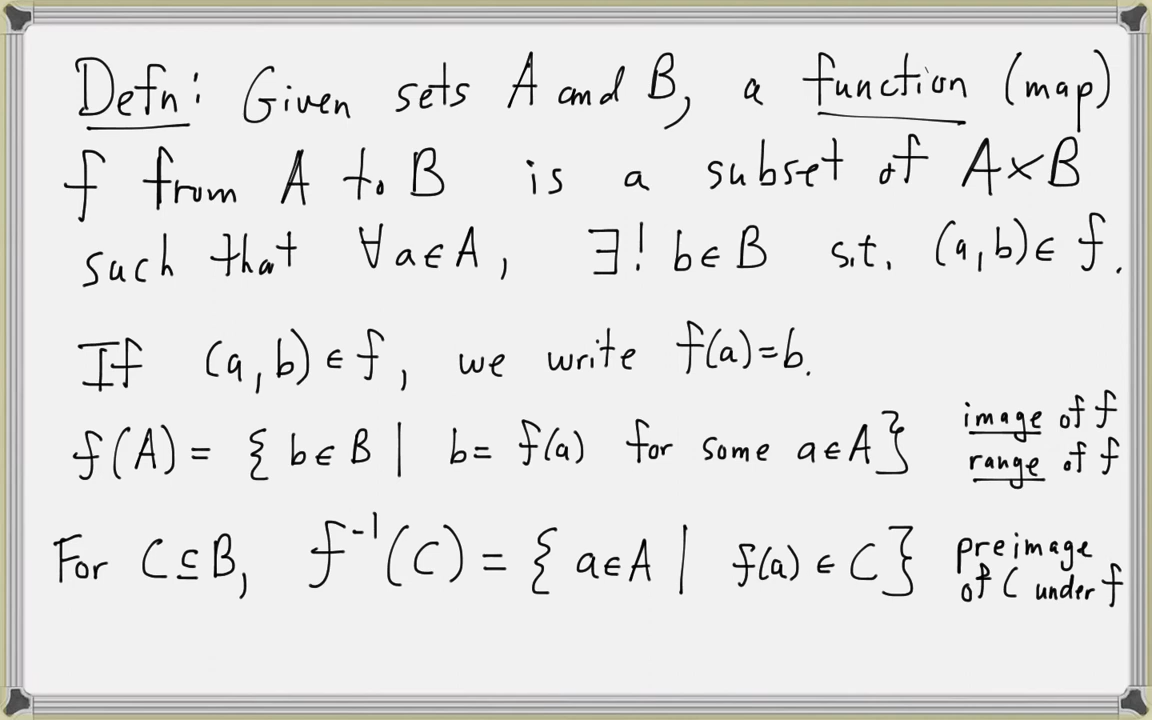 Defn: Given sets A and B, a function (map)
f from A to B is a subset of A×B
such that ∀a∈A, ∃! b∈B s.t. (a,b)∈ f.
If (a,b)∈f, we write f(a)=b.
f(A) = { b∈B | b= f(a) for some a∈A} image of f
range of f
For C⊆B, f⁻¹(C) = { a∈A | f(a) ∈ C } preimage
of C under f